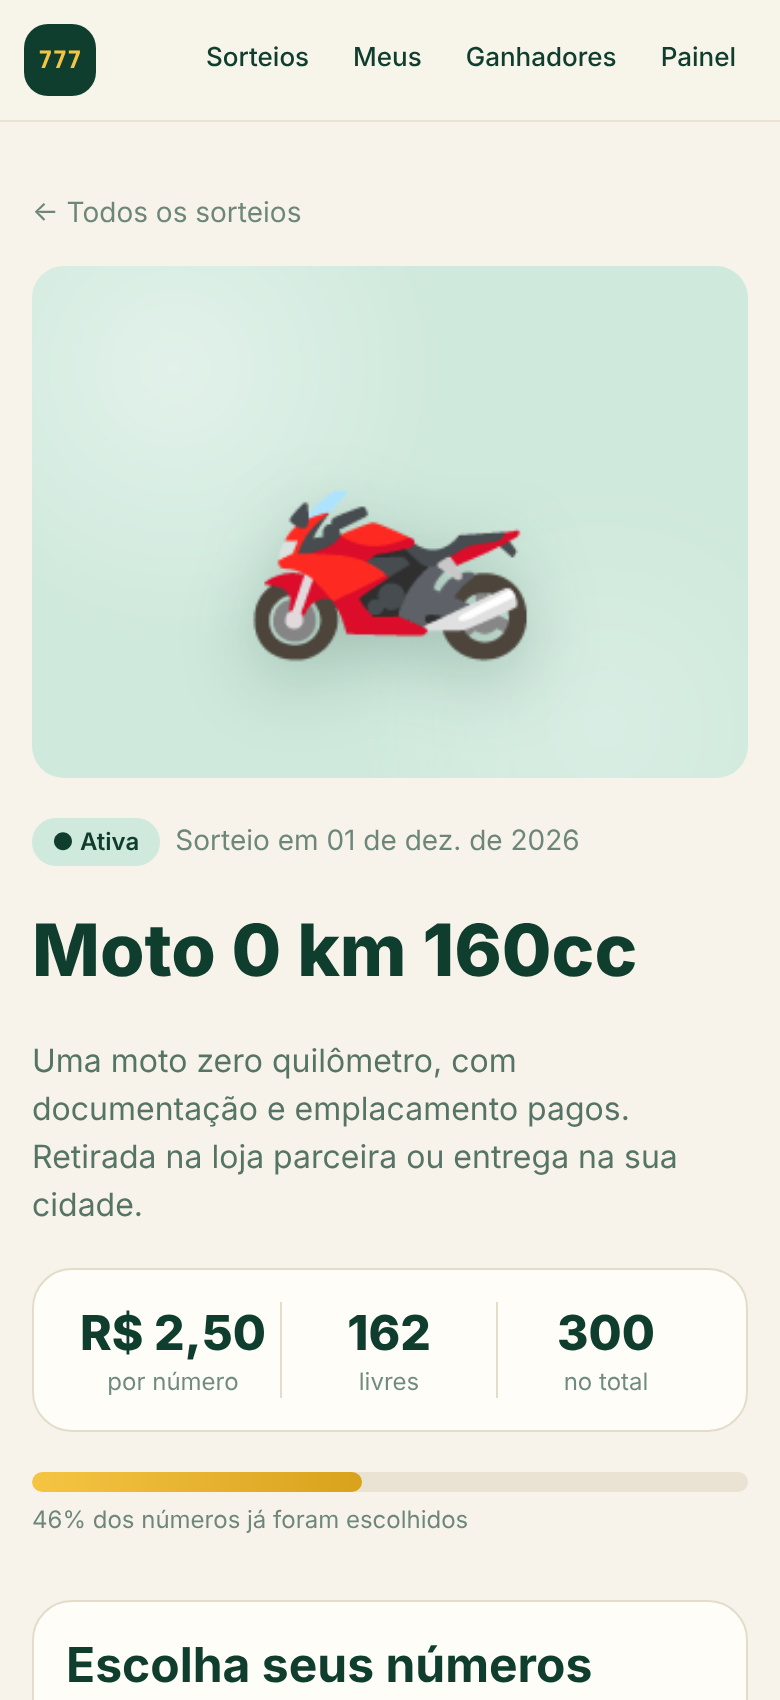 777
Sorteios Meus Ganhadores Painel
← Todos os sorteios
Ativa Sorteio em 01 de dez. de 2026
Moto 0 km 160cc
Uma moto zero quilômetro, com
documentação e emplacamento pagos.
Retirada na loja parceira ou entrega na sua
cidade.
R$ 2,50 162 300
por número livres no total
46% dos números já foram escolhidos
Escolha seus números